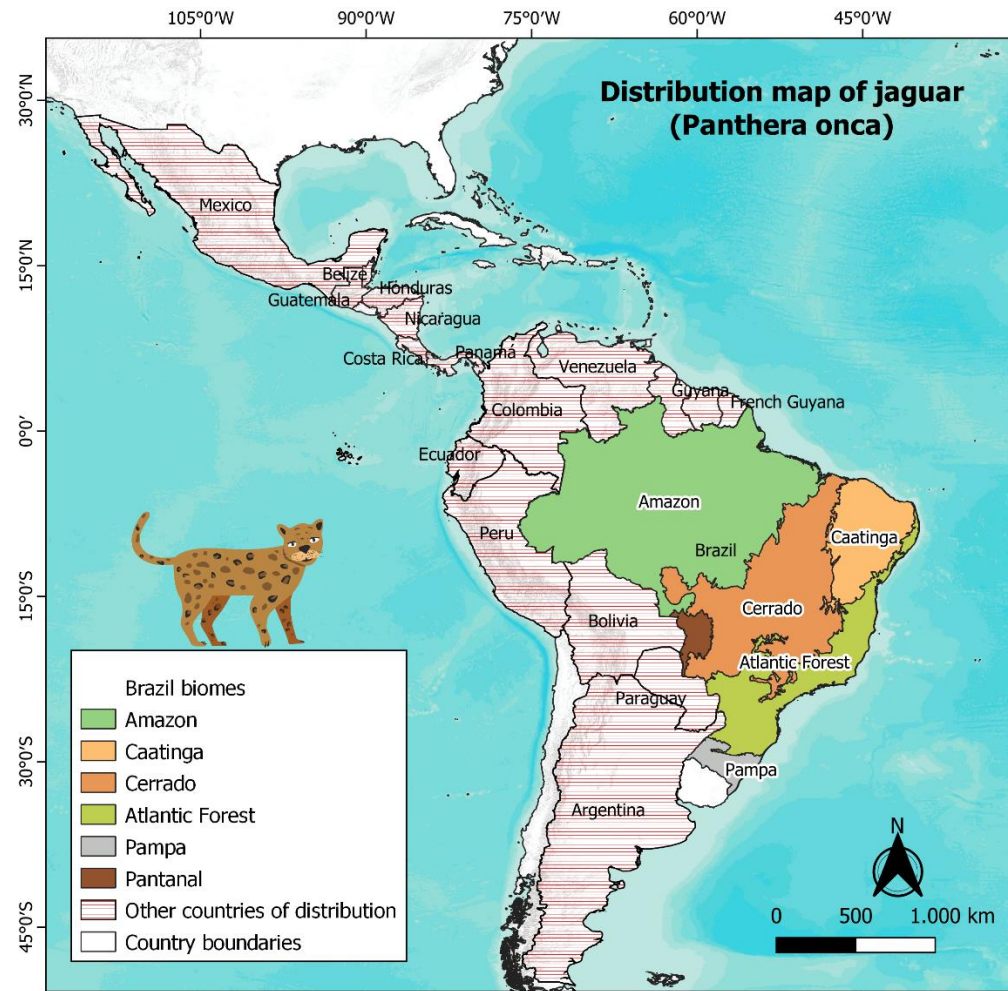 105°0'W 90°0'W 75°0'W 60°0'W 45°0'W
30°0'N
15°0'N
0°0'
15°0'S
30°0'S
45°0'S
Distribution map of jaguar
(Panthera onca)
Mexico
Belize
Guatemala
Honduras
Nicaragua
Costa Rica
Panamá
Venezuela
Guyana
French Guyana
Colombia
Ecuador
Amazon
Peru
Brazil
Caatinga
Cerrado
Bolivia
Atlantic Forest
Paraguay
Pampa
Argentina
Brazil biomes
Amazon
Caatinga
Cerrado
Atlantic Forest
Pampa
Pantanal
Other countries of distribution
Country boundaries
N
0 500 1.000 km